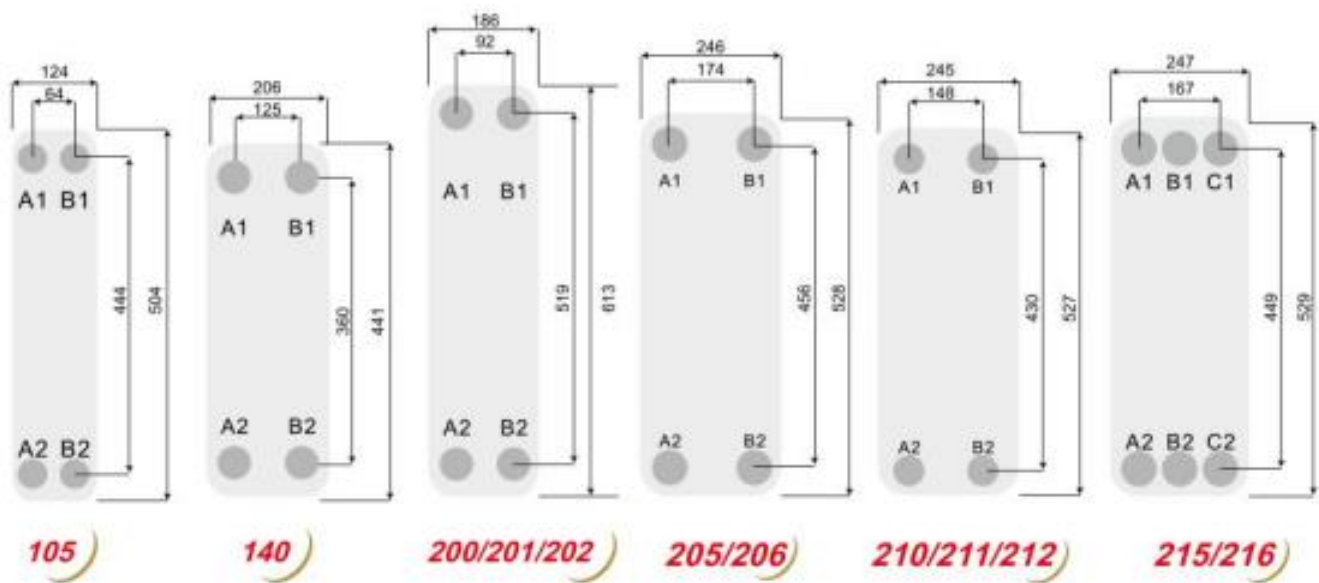 124
64
A1 B1
444
504
A2 B2
105
206
125
A1 B1
360
441
A2 B2
140
186
92
A1 B1
519
613
A2 B2
200/201/202
246
174
A1 B1
456
528
A2 B2
205/206
245
148
A1 B1
430
527
A2 B2
210/211/212
247
167
A1 B1 C1
449
529
A2 B2 C2
215/216